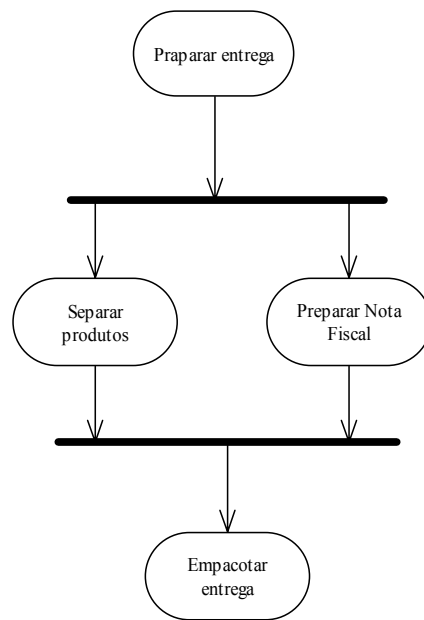 Praparar entrega
Separar
produtos
Preparar Nota
Fiscal
Empacotar
entrega